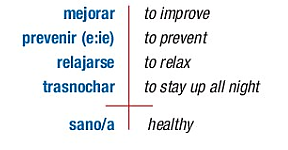 mejorar to improve
prevenir (e:ie) to prevent
relajarse to relax
trasnochar to stay up all night
sano/a healthy